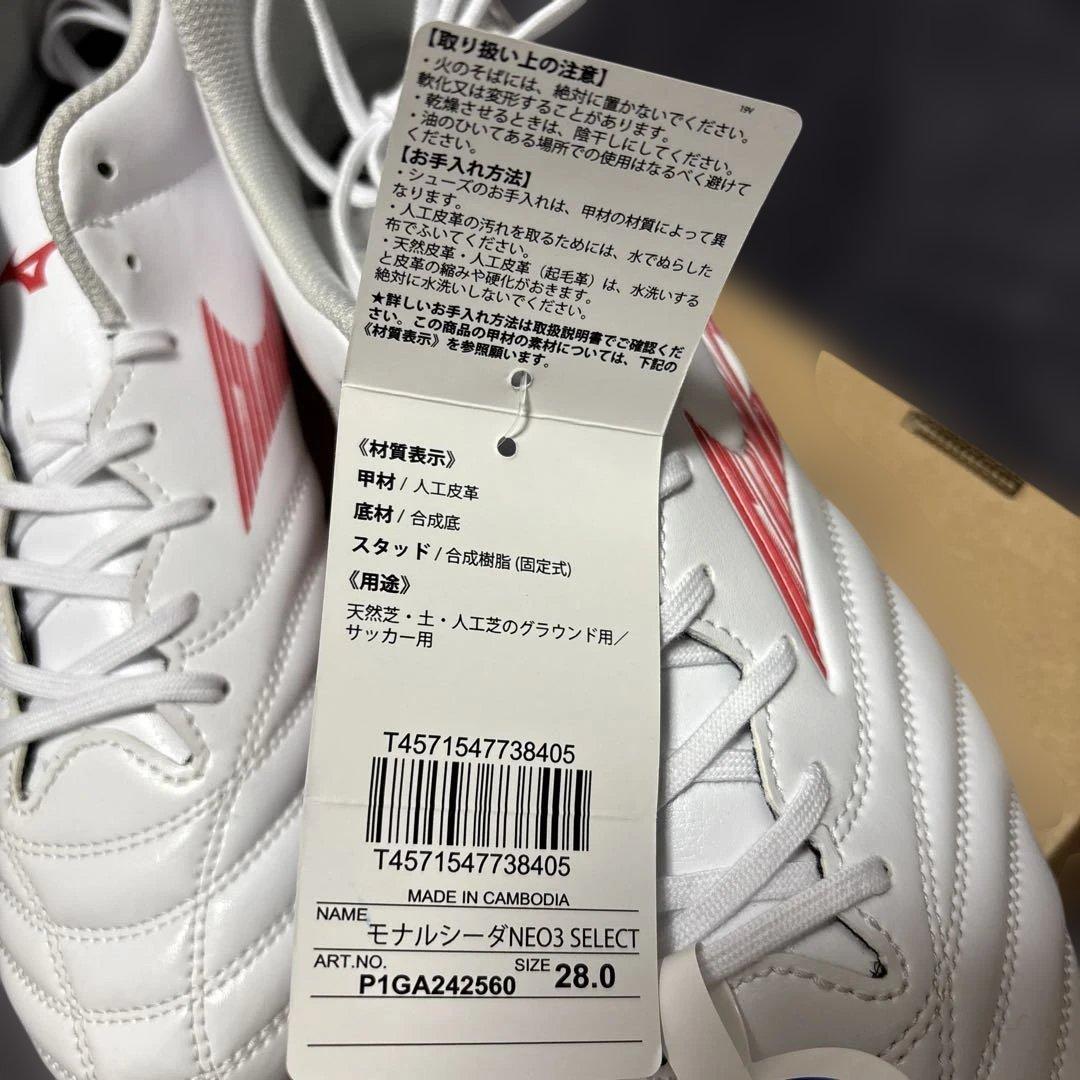 【取り扱い上の注意】
・火のそばには、絶対に置かないでください。
軟化又は変形することがあります。
・乾燥させるときは、陰干しにしてください。
・油のひいてある場所での使用はなるべく避けて
ください。
【お手入れ方法】
・シューズのお手入れは、甲材の材質によって異
なります。
・人工皮革の汚れを取るためには、水でぬらした
布でふいてください。
・天然皮革・人工皮革（起毛革）は、水洗いする
と皮革の縮みや硬化がおきます。
絶対に水洗いしないでください。
★詳しいお手入れ方法は取扱説明書でご確認くだ
さい。この商品の甲材の素材については、下記の
《材質表示》を参照願います。
19V
《材質表示》
甲材 / 人工皮革
底材 / 合成底
スタッド / 合成樹脂 (固定式)
《用途》
天然芝・土・人工芝のグラウンド用／
サッカー用
T4571547738405
T4571547738405
MADE IN CAMBODIA
NAME モナルシーダNEO3 SELECT
ART.NO. P1GA242560 SIZE 28.0